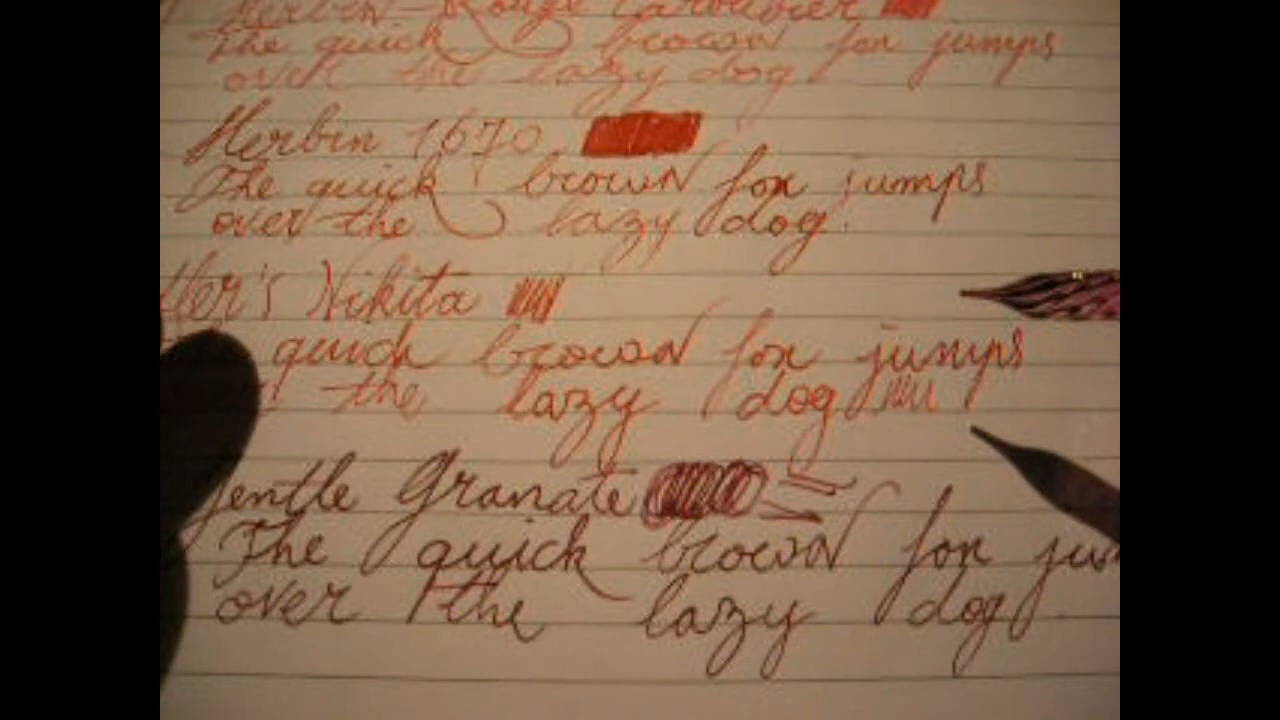 Herbin-Rouge Caroubier
The quick brown fox jumps
over the lazy dog
Herbin 1670
The quick brown fox jumps
over the lazy dog.
tter's Nikita
quick brown fox jumps
the lazy dog
Gentle Granate
The quick brown fox jum
over the lazy dog.